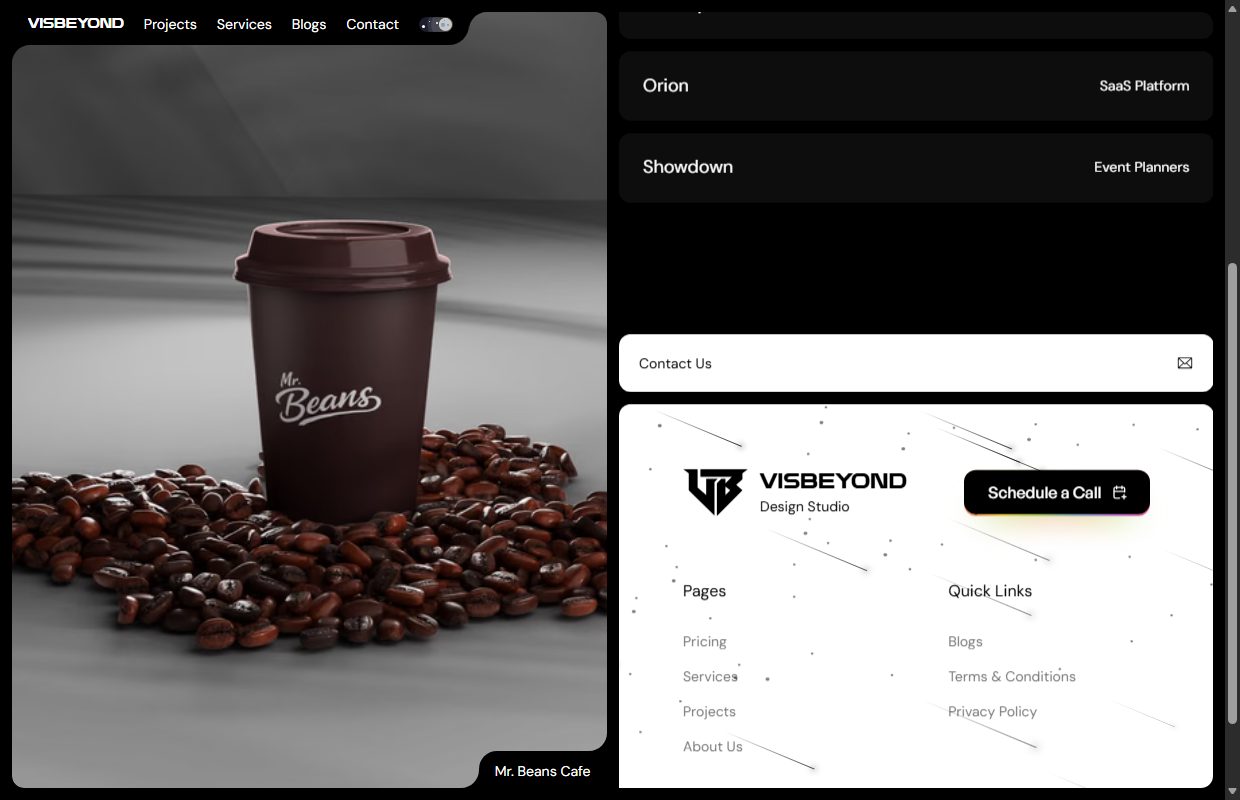 VISBEYOND Projects Services Blogs Contact
Mr.
Beans
Mr. Beans Cafe
Orion SaaS Platform
Showdown Event Planners
Contact Us
VISBEYOND
Design Studio
Schedule a Call
Pages
Pricing
Services
Projects
About Us
Quick Links
Blogs
Terms & Conditions
Privacy Policy